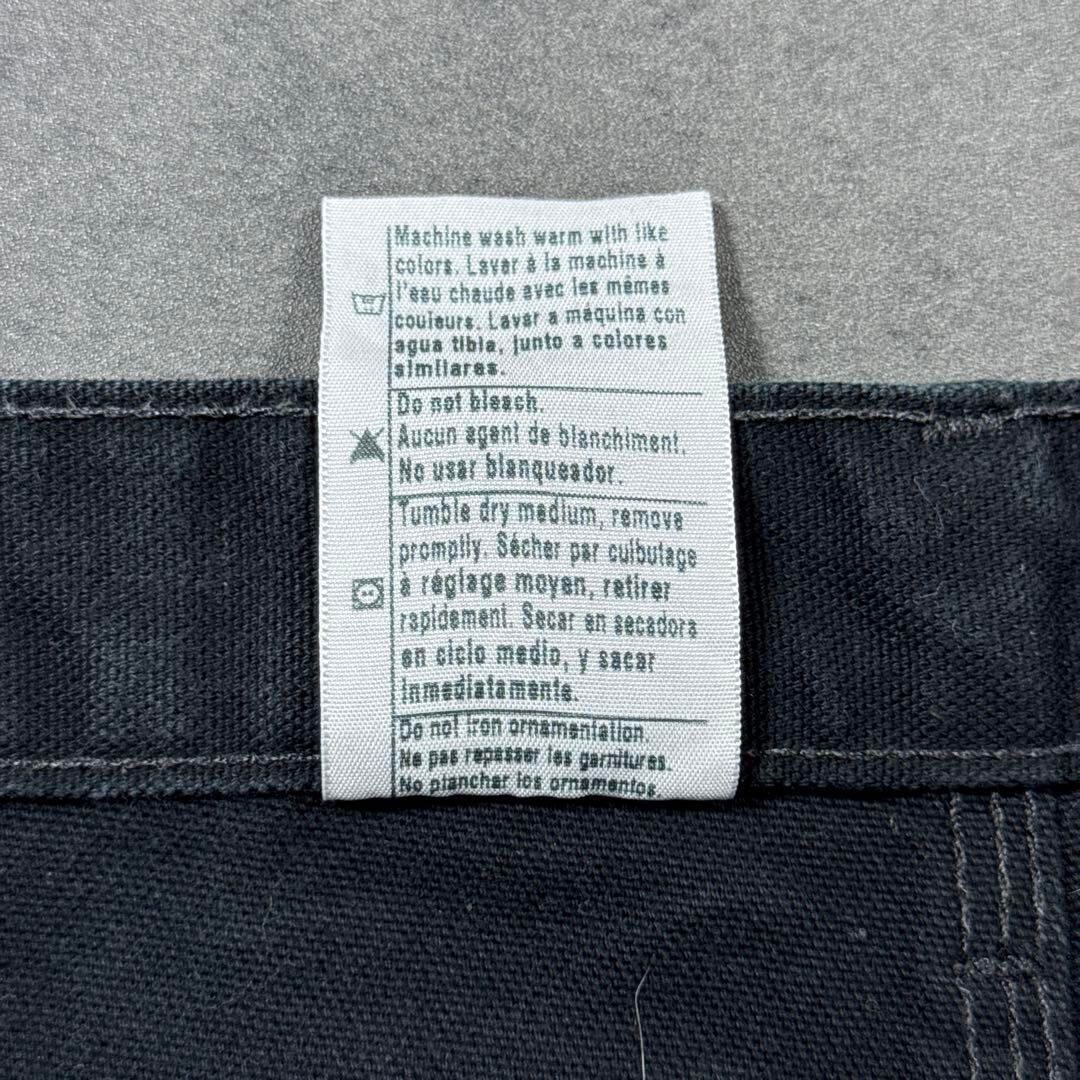 Machine wash warm with like
colors. Laver à la machine à
l'eau chaude avec les mêmes
couleurs. Lavar a máquina con
agua tibia, junto a colores
similares.
Do not bleach.
Aucun agent de blanchiment.
No usar blanqueador.
Tumble dry medium, remove
promptly. Sécher par culbutage
à réglage moyen, retirer
rapidement. Secar en secadora
en ciclo medio, y sacar
inmediatamente.
Do not iron ornamentation.
Ne pas repasser les garnitures.
No planchar los ornamentos.